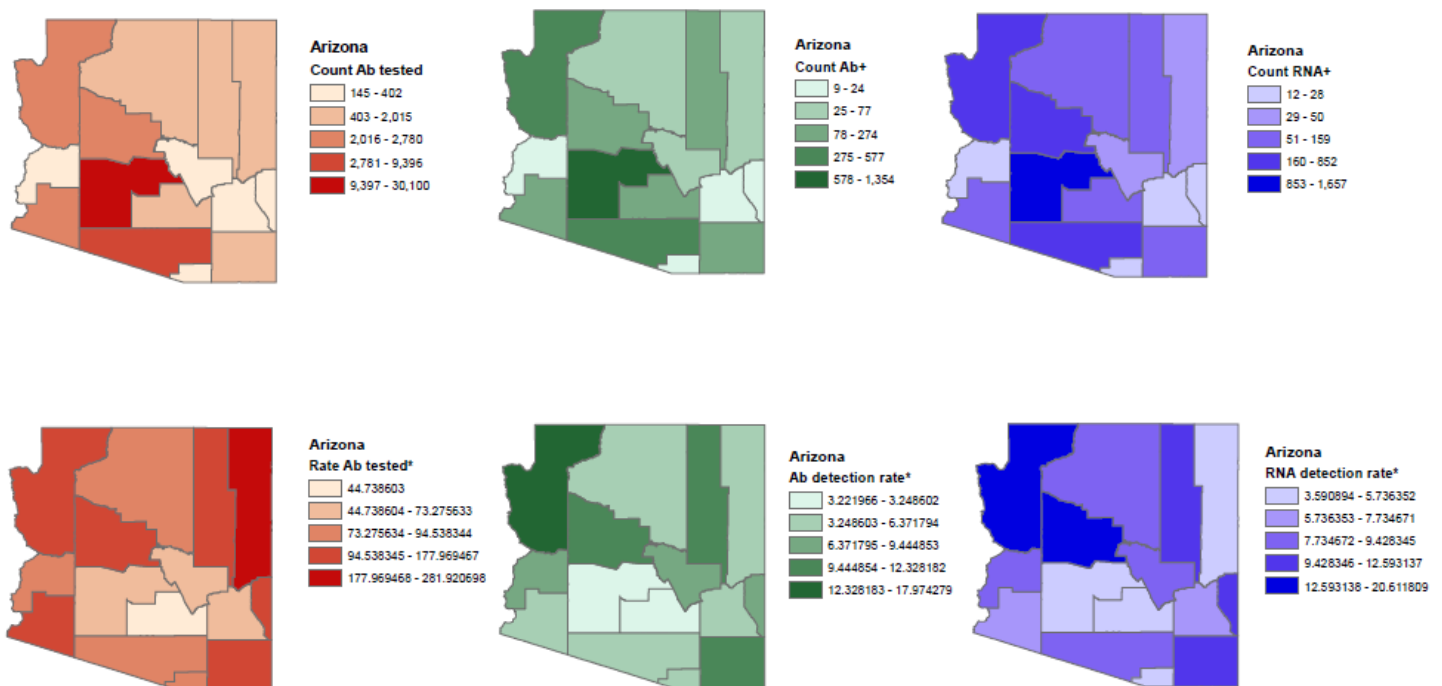 Arizona
Count Ab tested
145 - 402
403 - 2,015
2,016 - 2,780
2,781 - 9,396
9,397 - 30,100
Arizona
Count Ab+
9 - 24
25 - 77
78 - 274
275 - 577
578 - 1,354
Arizona
Count RNA+
12 - 28
29 - 50
51 - 159
160 - 852
853 - 1,657
Arizona
Rate Ab tested*
44.738603
44.738604 - 73.275633
73.275634 - 94.538344
94.538345 - 177.969467
177.969468 - 281.920698
Arizona
Ab detection rate*
3.221966 - 3.248602
3.248603 - 6.371794
6.371795 - 9.444853
9.444854 - 12.328182
12.328183 - 17.974279
Arizona
RNA detection rate*
3.590894 - 5.736352
5.736353 - 7.734671
7.734672 - 9.428345
9.428346 - 12.593137
12.593138 - 20.611809